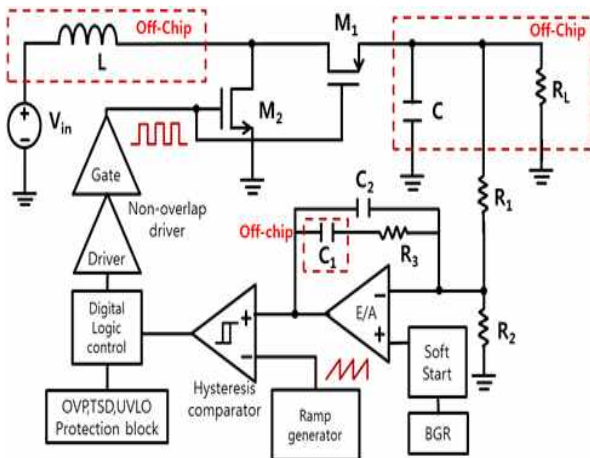 Off-Chip
L
M1
Off-Chip
Vin
M2
C
RL
Gate
Non-overlap
driver
Driver
C2
Off-chip
C1
R3
R1
E/A
R2
Digital
Logic
control
Hysteresis
comparator
Ramp
generator
Soft
Start
BGR
OVP,TSD,UVLO
Protection block